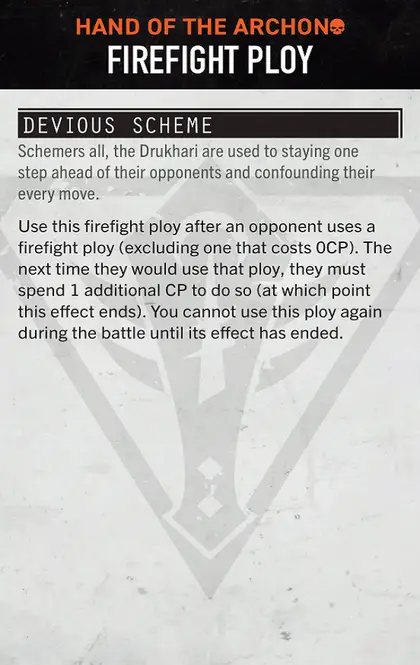 HAND OF THE ARCHON
FIREFIGHT PLOY
DEVIOUS SCHEME
Schemers all, the Drukhari are used to staying one
step ahead of their opponents and confounding their
every move.
Use this firefight ploy after an opponent uses a
firefight ploy (excluding one that costs 0CP). The
next time they would use that ploy, they must
spend 1 additional CP to do so (at which point
this effect ends). You cannot use this ploy again
during the battle until its effect has ended.